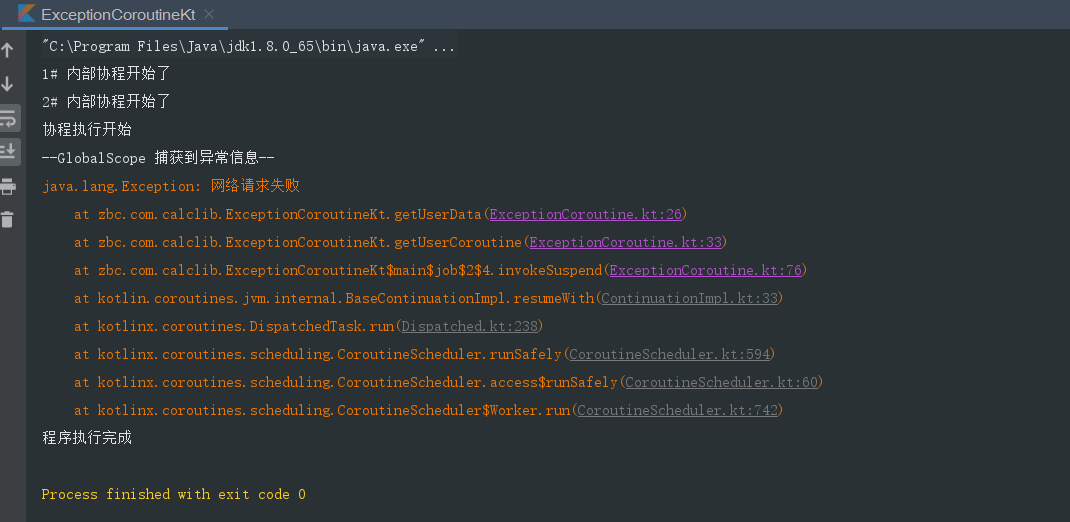 ExceptionCoroutineKt ×
"C:\Program Files\Java\jdk1.8.0_65\bin\java.exe" ...
1# 内部协程开始了
2# 内部协程开始了
协程执行开始
--GlobalScope 捕获到异常信息--
java.lang.Exception: 网络请求失败
    at zbc.com.calclib.ExceptionCoroutineKt.getUserData(ExceptionCoroutine.kt:26)
    at zbc.com.calclib.ExceptionCoroutineKt.getUserCoroutine(ExceptionCoroutine.kt:33)
    at zbc.com.calclib.ExceptionCoroutineKt$main$job$2$4.invokeSuspend(ExceptionCoroutine.kt:76)
    at kotlin.coroutines.jvm.internal.BaseContinuationImpl.resumeWith(ContinuationImpl.kt:33)
    at kotlinx.coroutines.DispatchedTask.run(Dispatched.kt:238)
    at kotlinx.coroutines.scheduling.CoroutineScheduler.runSafely(CoroutineScheduler.kt:594)
    at kotlinx.coroutines.scheduling.CoroutineScheduler.access$runSafely(CoroutineScheduler.kt:60)
    at kotlinx.coroutines.scheduling.CoroutineScheduler$Worker.run(CoroutineScheduler.kt:742)
程序执行完成
Process finished with exit code 0